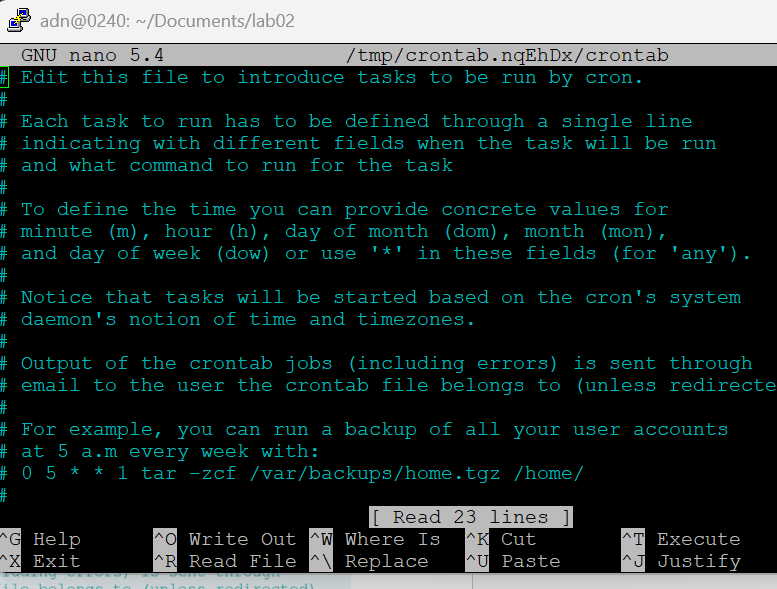 adn@0240: ~/Documents/lab02
GNU nano 5.4 /tmp/crontab.nqEhDx/crontab
# Edit this file to introduce tasks to be run by cron.
#
# Each task to run has to be defined through a single line
# indicating with different fields when the task will be run
# and what command to run for the task
#
# To define the time you can provide concrete values for
# minute (m), hour (h), day of month (dom), month (mon),
# and day of week (dow) or use '*' in these fields (for 'any').
#
# Notice that tasks will be started based on the cron's system
# daemon's notion of time and timezones.
#
# Output of the crontab jobs (including errors) is sent through
# email to the user the crontab file belongs to (unless redirecte
#
# For example, you can run a backup of all your user accounts
# at 5 a.m every week with:
# 0 5 * * 1 tar -zcf /var/backups/home.tgz /home/
#
[ Read 23 lines ]
^G Help ^O Write Out ^W Where Is ^K Cut ^T Execute
^X Exit ^R Read File ^\ Replace ^U Paste ^J Justify
errors) is sent through
file belongs to (unless redirected)